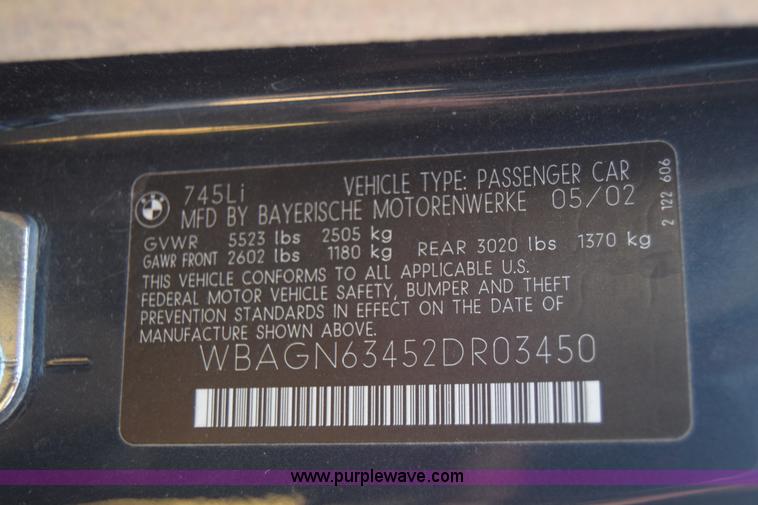 745Li VEHICLE TYPE: PASSENGER CAR
MFD BY BAYERISCHE MOTORENWERKE 05/02
GVWR 5523 lbs 2505 kg
GAWR FRONT 2602 lbs 1180 kg REAR 3020 lbs 1370 kg
THIS VEHICLE CONFORMS TO ALL APPLICABLE U.S.
FEDERAL MOTOR VEHICLE SAFETY, BUMPER AND THEFT
PREVENTION STANDARDS IN EFFECT ON THE DATE OF
MANUFACTURE SHOWN ABOVE.
WBAGN63452DR03450
2 122 606
www.purplewave.com